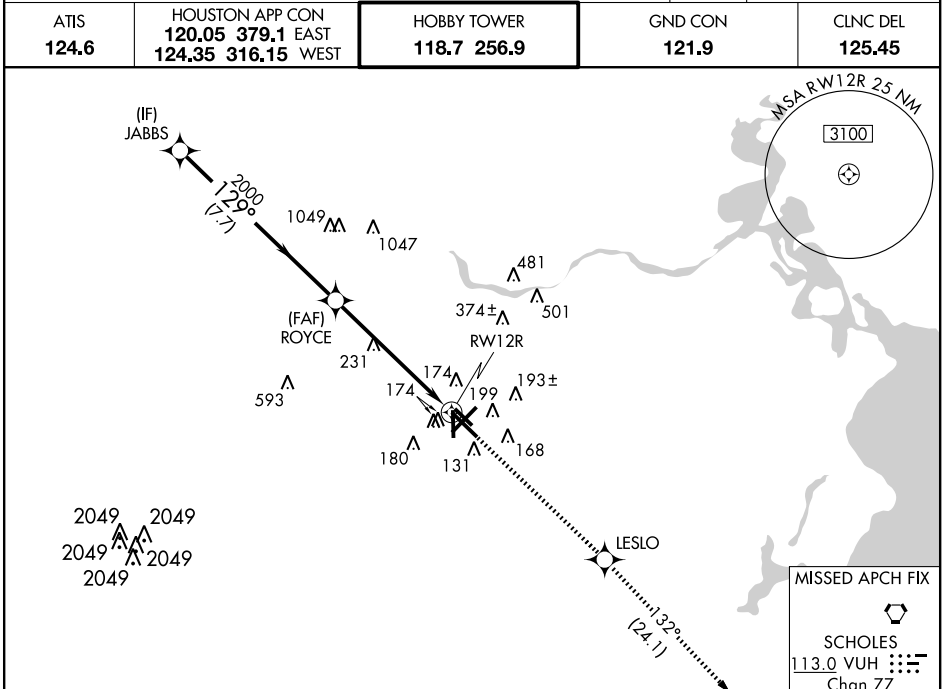 ATIS
124.6
HOUSTON APP CON
120.05 379.1 EAST
124.35 316.15 WEST
HOBBY TOWER
118.7 256.9
GND CON
121.9
CLNC DEL
125.45
MSA RW12R 25 NM
3100
(IF)
JABBS
2000
129°
(7.7)
1049
1047
481
501
374±
(FAF)
ROYCE
RW12R
231
593
174
174
199
193±
180
131
168
2049
2049
2049
2049
2049
LESLO
132°
(24.1)
MISSED APCH FIX
SCHOLES
113.0 VUH
Chan 77